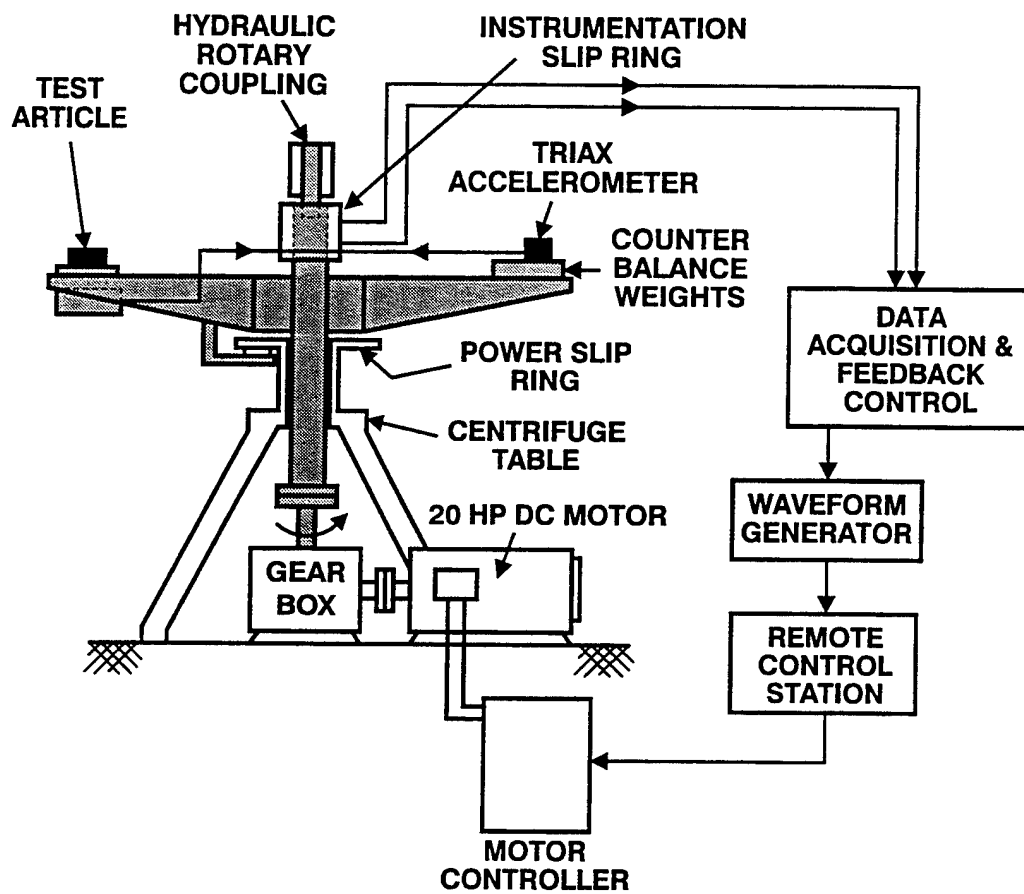 HYDRAULIC
ROTARY
COUPLING
INSTRUMENTATION
SLIP RING
TEST
ARTICLE
TRIAX
ACCELEROMETER
COUNTER
BALANCE
WEIGHTS
DATA
ACQUISITION &
FEEDBACK
CONTROL
POWER SLIP
RING
CENTRIFUGE
TABLE
WAVEFORM
GENERATOR
20 HP DC MOTOR
GEAR
BOX
REMOTE
CONTROL
STATION
MOTOR
CONTROLLER